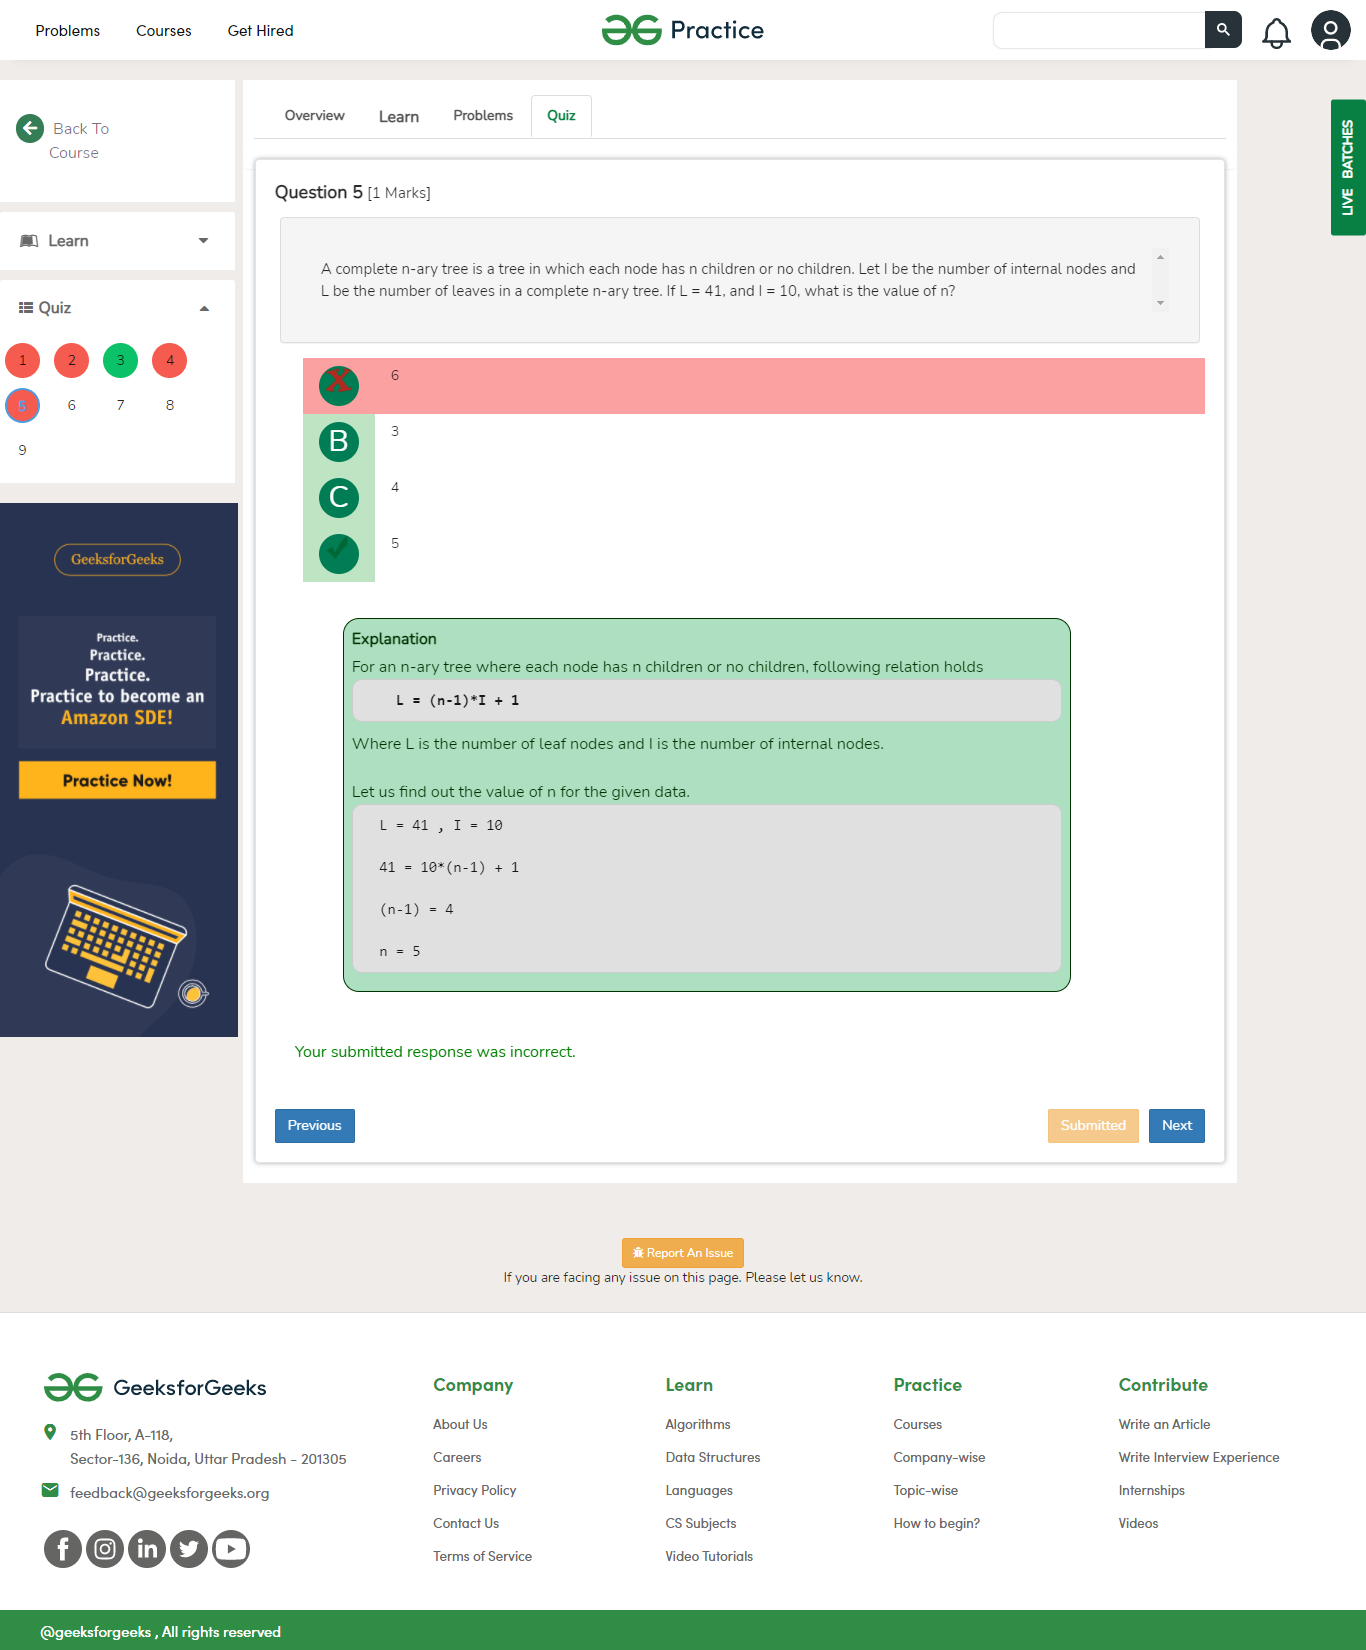 Problems Courses Get Hired
Practice
Back To
Course
Learn
Quiz
1 2 3 4
5 6 7 8
9
GeeksforGeeks
Practice.
Practice.
Practice.
Practice to become an
Amazon SDE!
Practice Now!
Overview Learn Problems Quiz
LIVE BATCHES
Question 5 [1 Marks]
A complete n-ary tree is a tree in which each node has n children or no children. Let I be the number of internal nodes and
L be the number of leaves in a complete n-ary tree. If L = 41, and I = 10, what is the value of n?
X 6
B 3
C 4
5
Explanation
For an n-ary tree where each node has n children or no children, following relation holds
L = (n-1)*I + 1
Where L is the number of leaf nodes and I is the number of internal nodes.
Let us find out the value of n for the given data.
L = 41 , I = 10
41 = 10*(n-1) + 1
(n-1) = 4
n = 5
Your submitted response was incorrect.
Previous Submitted Next
Report An Issue
If you are facing any issue on this page. Please let us know.
GeeksforGeeks
5th Floor, A-118,
Sector-136, Noida, Uttar Pradesh - 201305
feedback@geeksforgeeks.org
Company
About Us
Careers
Privacy Policy
Contact Us
Terms of Service
Learn
Algorithms
Data Structures
Languages
CS Subjects
Video Tutorials
Practice
Courses
Company-wise
Topic-wise
How to begin?
Contribute
Write an Article
Write Interview Experience
Internships
Videos
@geeksforgeeks , All rights reserved